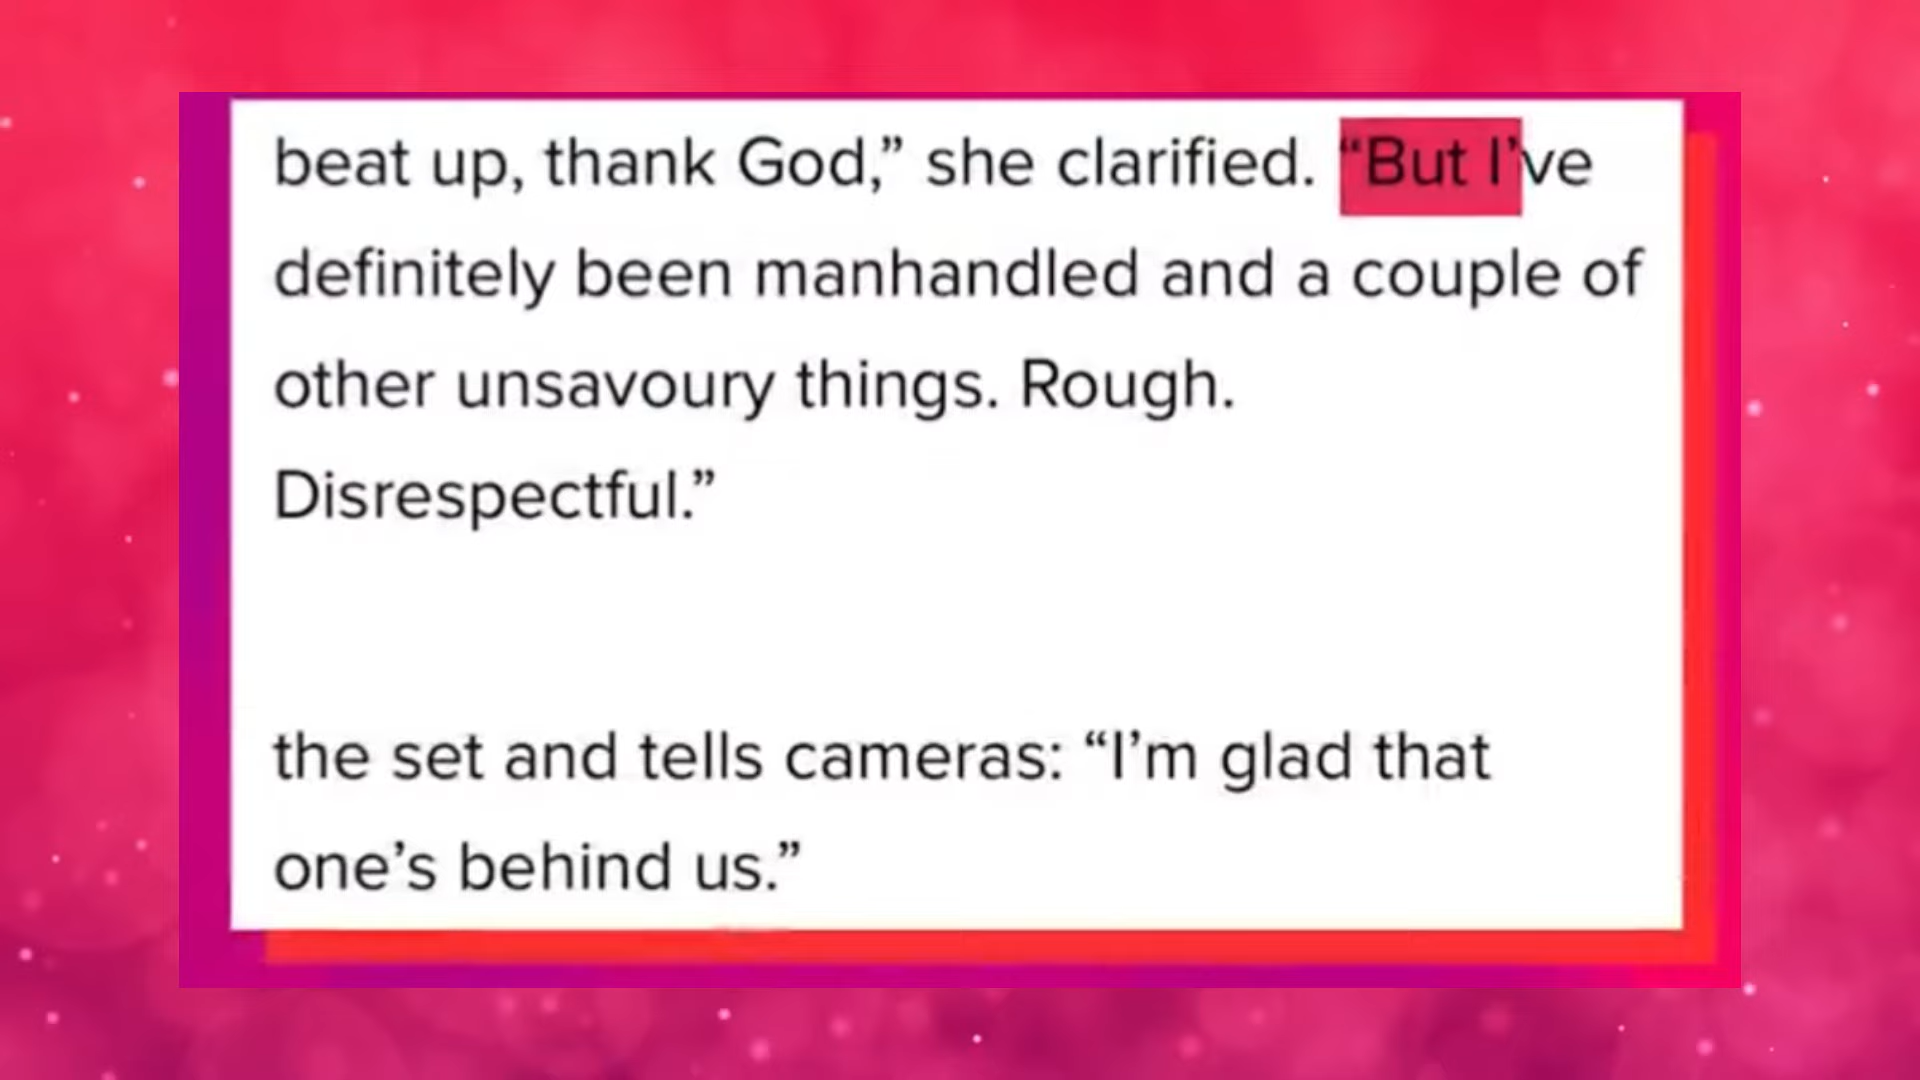 beat up, thank God,” she clarified. “But I’ve
definitely been manhandled and a couple of
other unsavoury things. Rough.
Disrespectful.”
the set and tells cameras: “I’m glad that
one’s behind us.”